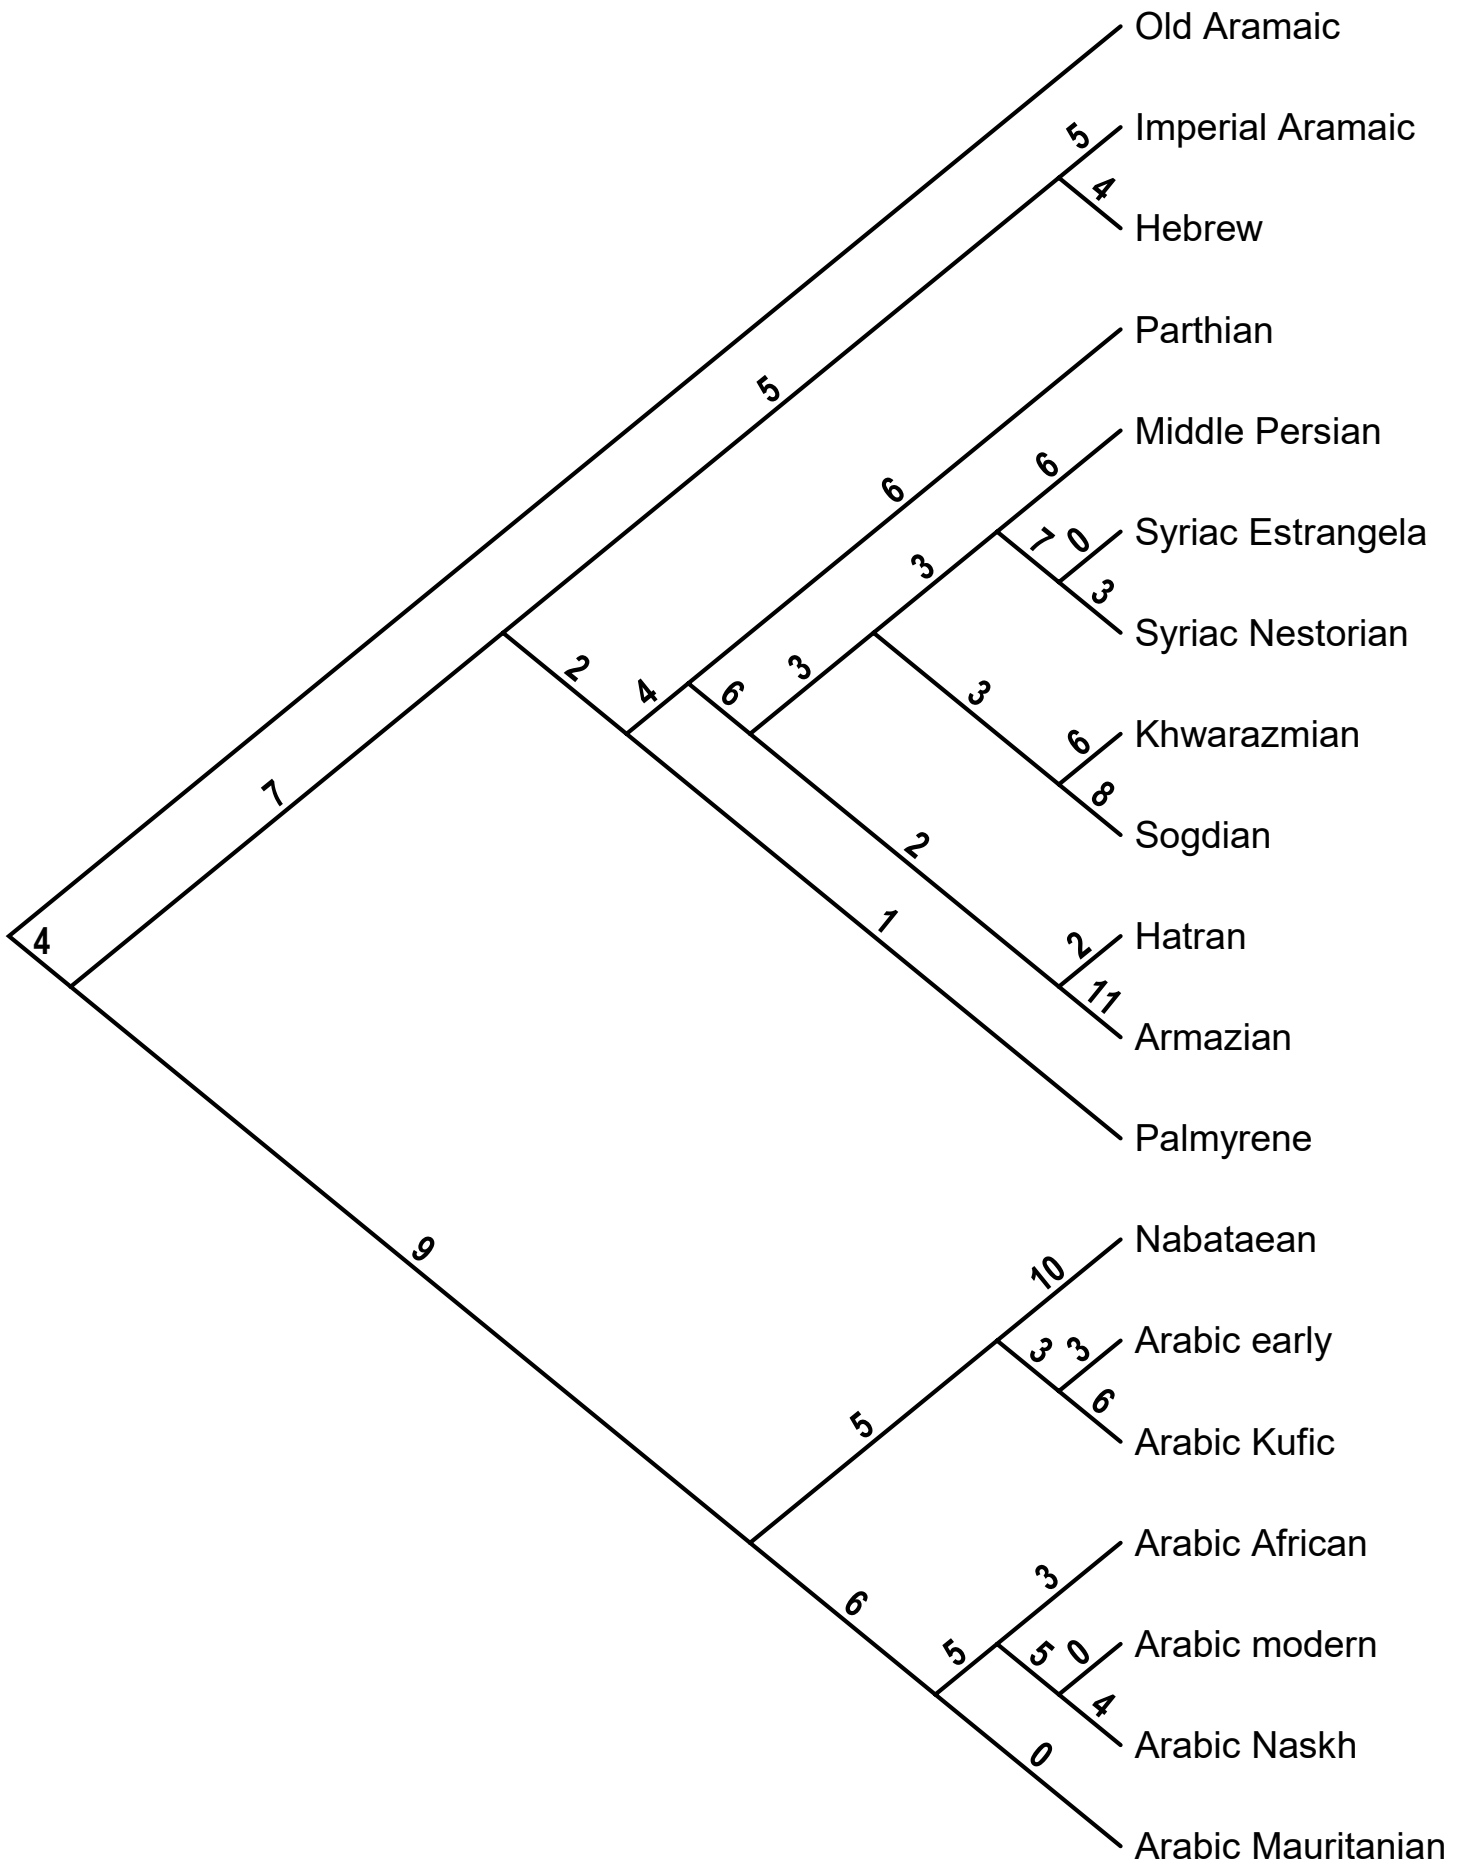 Old Aramaic
5
Imperial Aramaic
4
Hebrew
Parthian
5
Middle Persian
6
6
Syriac Estrangela
7 0
3
3
Syriac Nestorian
2
3
3
4
6
Khwarazmian
6
7
8
Sogdian
2
1
2
Hatran
4
11
Armazian
Palmyrene
Nabataean
9
10
Arabic early
3 3
6
5
Arabic Kufic
Arabic African
3
6
Arabic modern
5
5 0
4
Arabic Naskh
0
Arabic Mauritanian